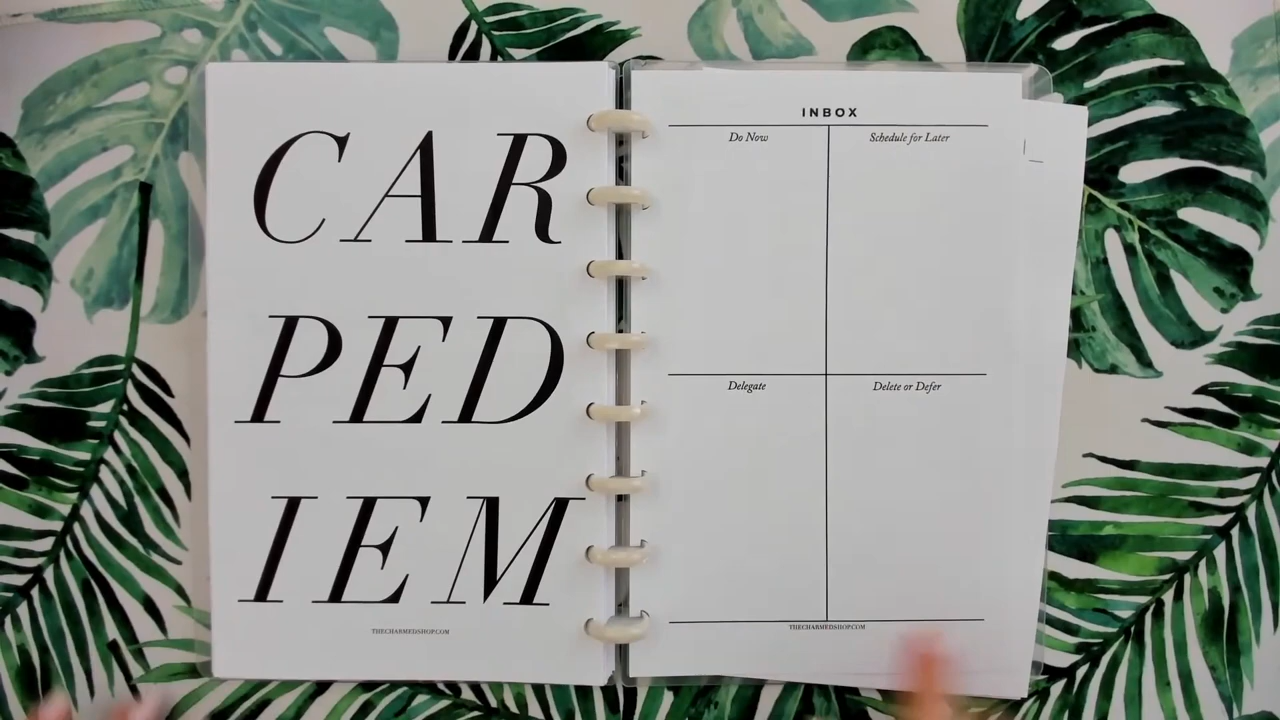 CAR
PED
IEM
THECHARMEDSHOP.COM
INBOX
Do Now
Schedule for Later
Delegate
Delete or Defer
THECHARMEDSHOP.COM